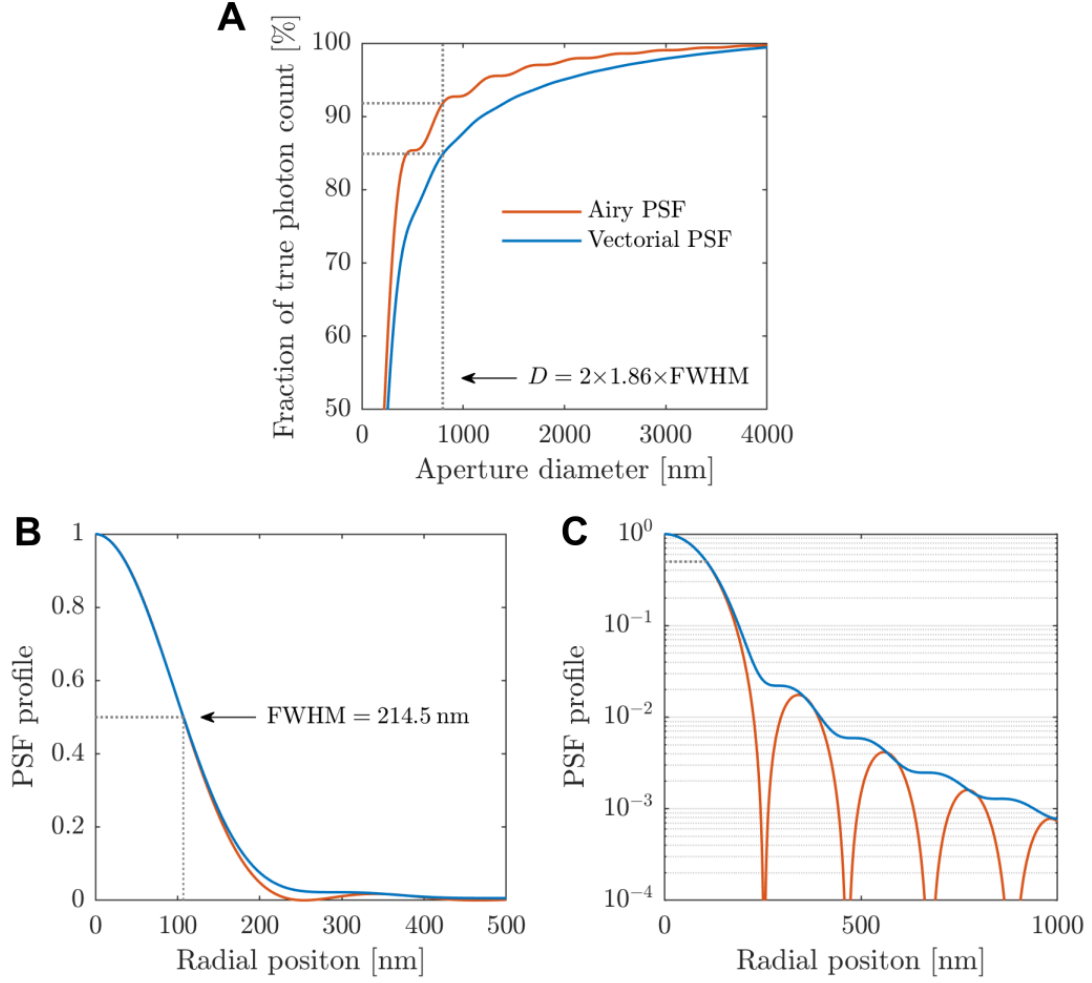 A
Fraction of true photon count [%]
100
90
80
70
60
50
Airy PSF
Vectorial PSF
D = 2×1.86×FWHM
0 1000 2000 3000 4000
Aperture diameter [nm]
B
PSF profile
1
0.8
0.6
0.4
0.2
0
FWHM = 214.5 nm
0 100 200 300 400 500
Radial positon [nm]
C
PSF profile
10⁰
10⁻¹
10⁻²
10⁻³
10⁻⁴
0 500 1000
Radial positon [nm]